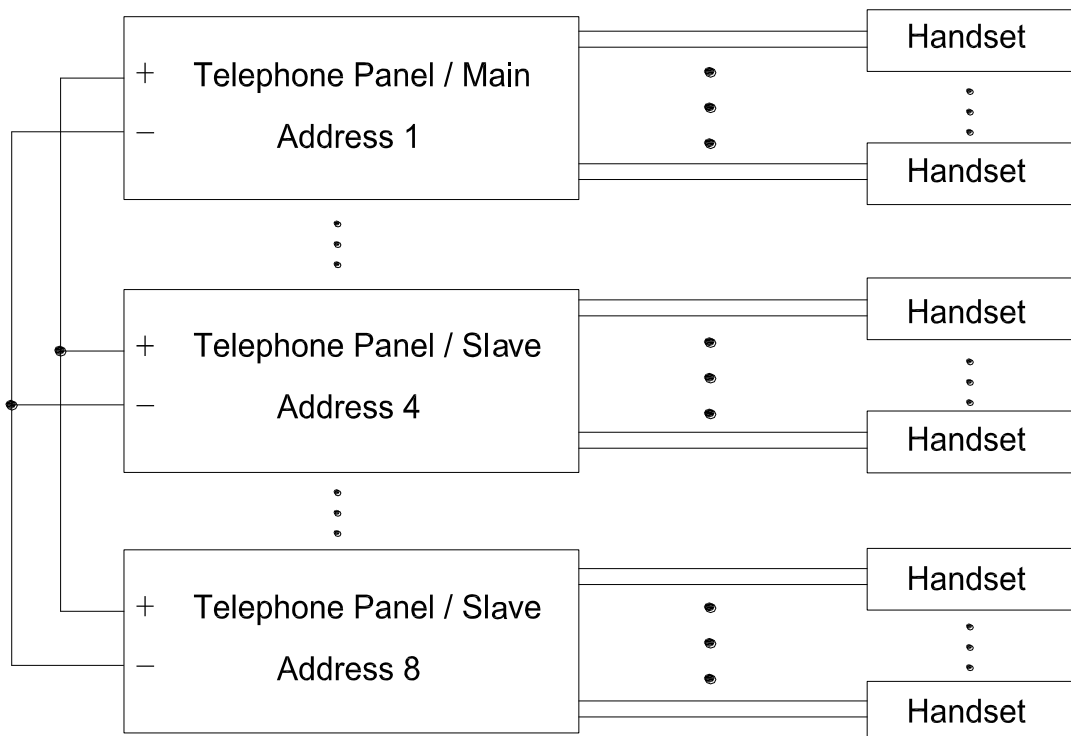 Telephone Panel / Main
Address 1
+
−
Handset
Handset
Telephone Panel / Slave
Address 4
+
−
Handset
Handset
Telephone Panel / Slave
Address 8
+
−
Handset
Handset